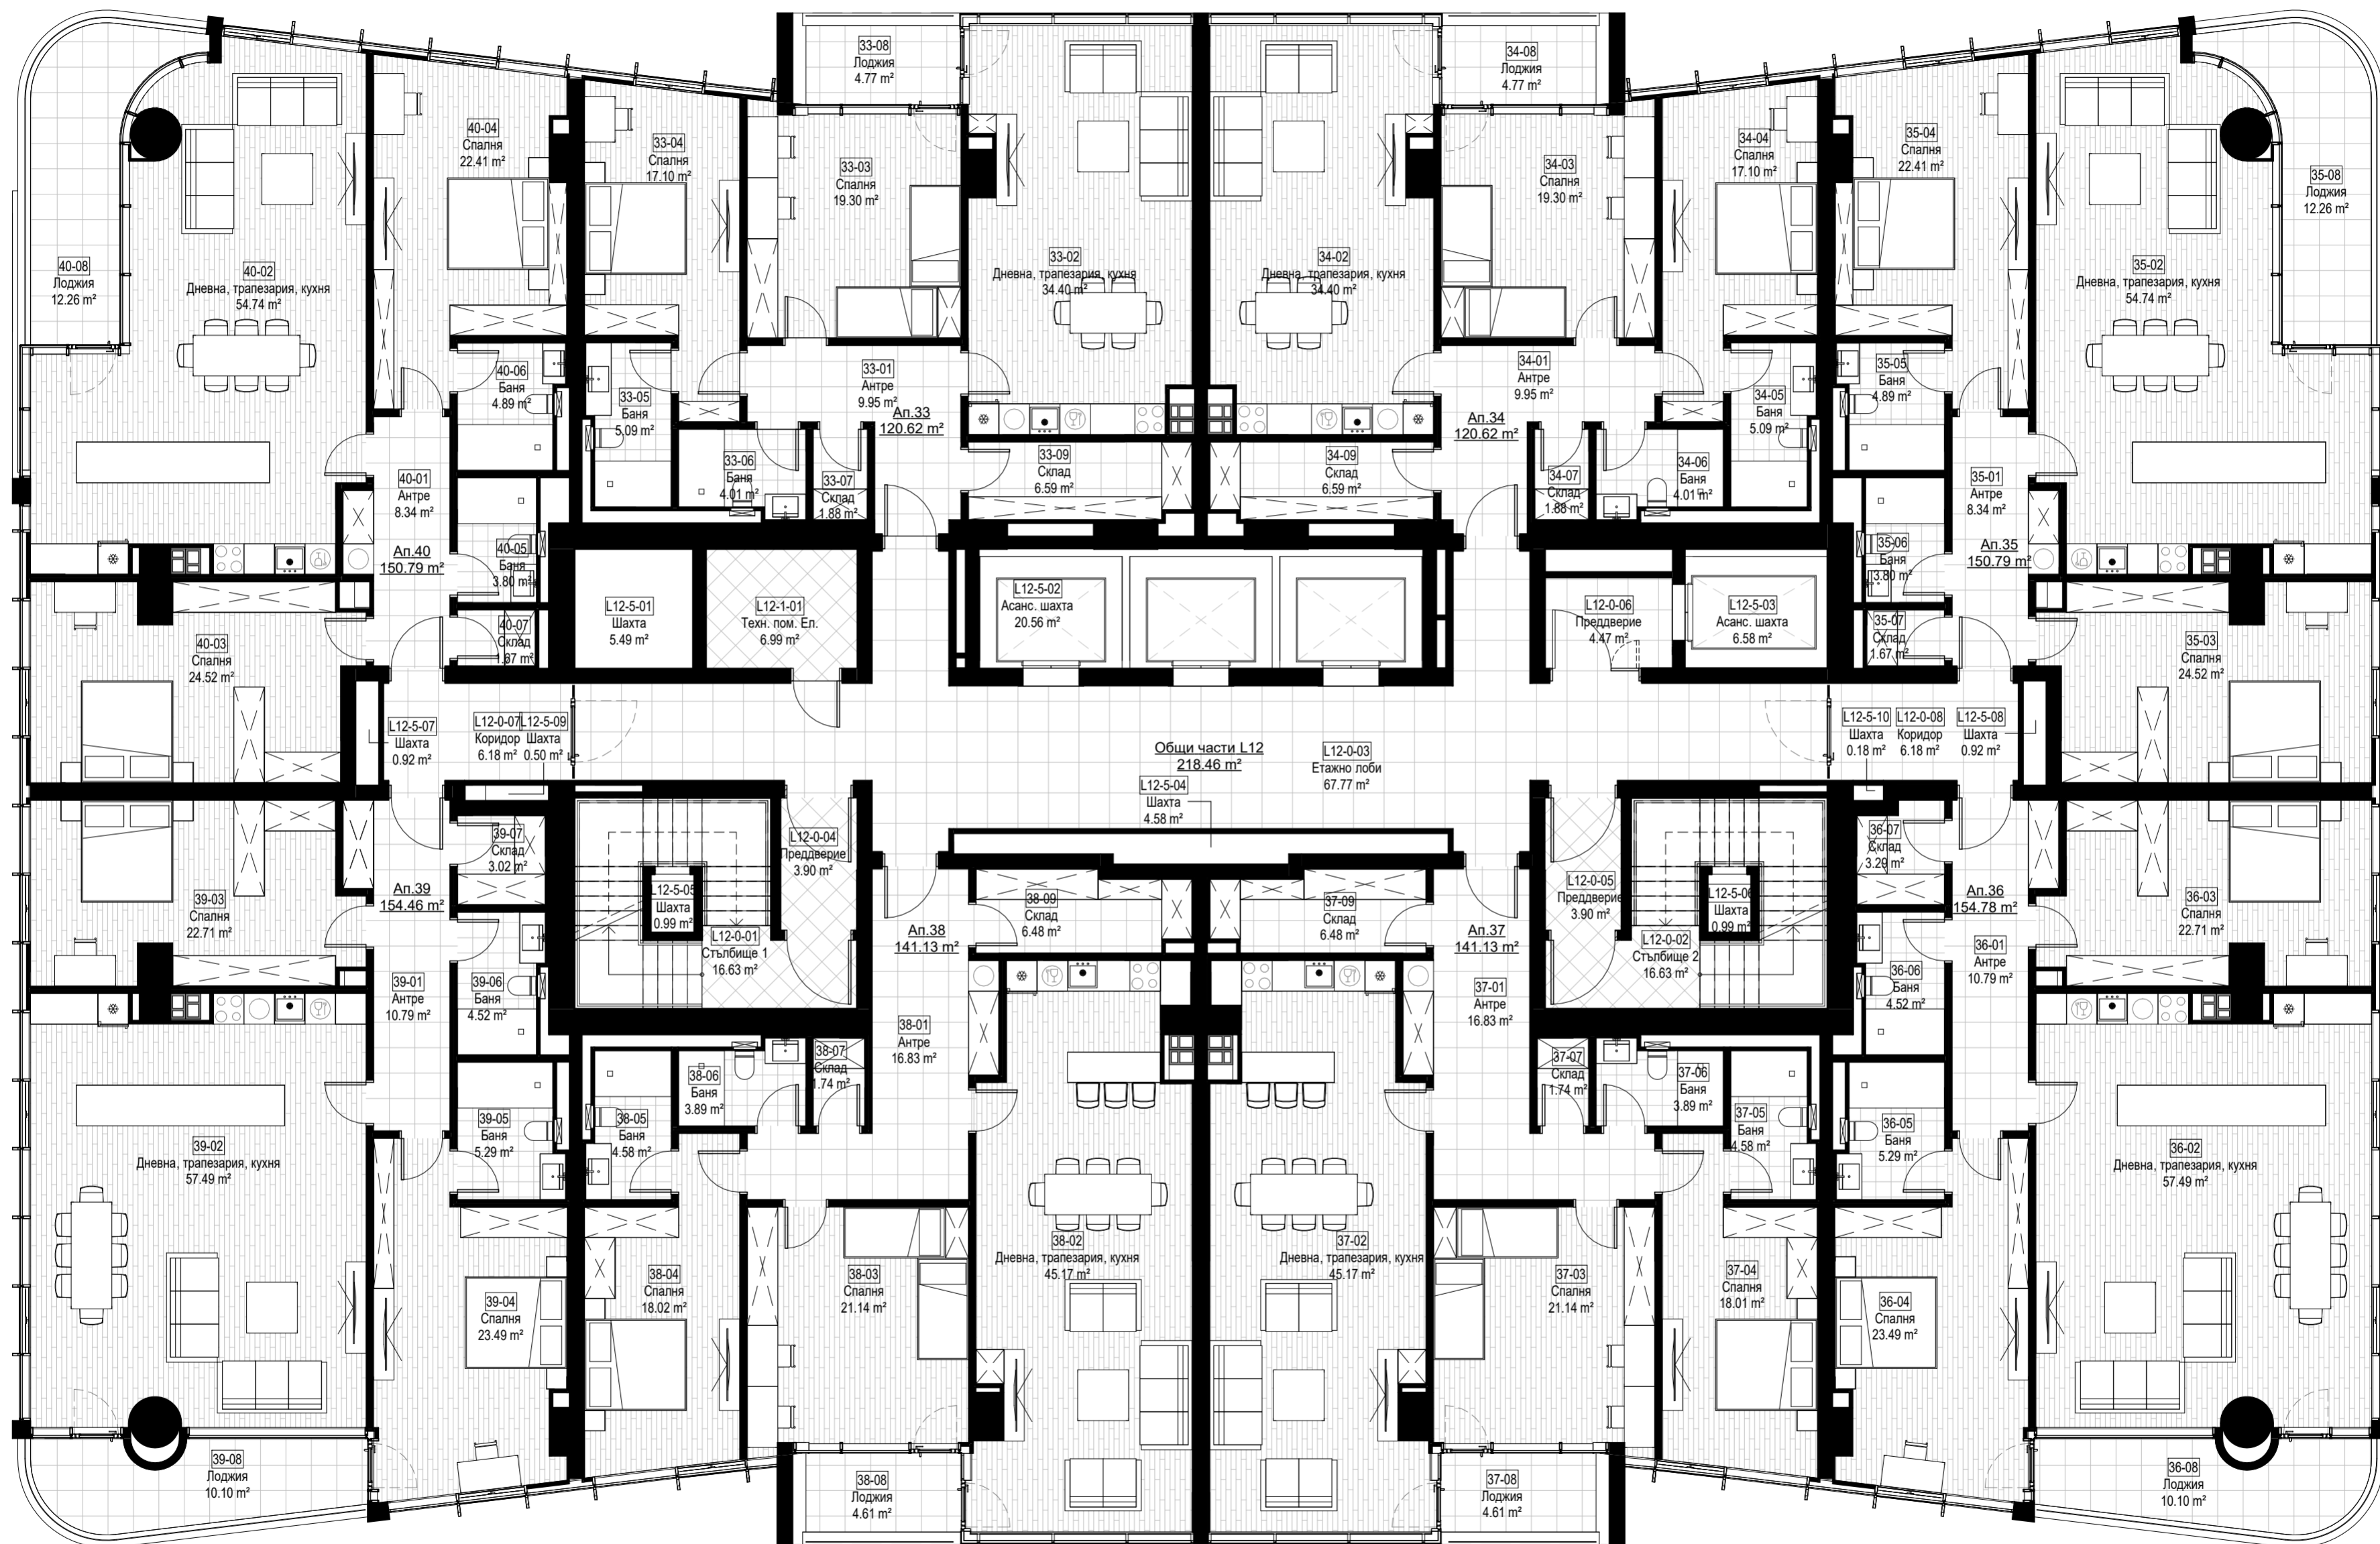 33-08
Лоджия
4.77 m²
34-08
Лоджия
4.77 m²
40-04
Спалня
22.41 m²
33-04
Спалня
17.10 m²
33-03
Спалня
19.30 m²
34-03
Спалня
19.30 m²
34-04
Спалня
17.10 m²
35-04
Спалня
22.41 m²
35-08
Лоджия
12.26 m²
40-08
Лоджия
12.26 m²
40-02
Дневна, трапезария, кухня
54.74 m²
33-02
Дневна, трапезария, кухня
34.40 m²
34-02
Дневна, трапезария, кухня
34.40 m²
35-02
Дневна, трапезария, кухня
54.74 m²
40-06
Баня
4.89 m²
33-05
Баня
5.09 m²
33-01
Антре
9.95 m²
Ап.33
120.62 m²
34-01
Антре
9.95 m²
Ап.34
120.62 m²
34-05
Баня
5.09 m²
35-05
Баня
4.89 m²
40-01
Антре
8.34 m²
33-06
Баня
4.01 m²
33-07
Склад
1.88 m²
33-09
Склад
6.59 m²
34-09
Склад
6.59 m²
34-07
Склад
1.88 m²
34-06
Баня
4.01 m²
35-01
Антре
8.34 m²
Ап.40
150.79 m²
40-05
Баня
3.80 m²
35-06
Баня
3.80 m²
Ап.35
150.79 m²
L12-5-01
Шахта
5.49 m²
L12-1-01
Техн. пом. Ел.
6.99 m²
L12-5-02
Асанс. шахта
20.56 m²
L12-0-06
Преддверие
4.47 m²
L12-5-03
Асанс. шахта
6.58 m²
40-03
Спалня
24.52 m²
40-07
Склад
1.67 m²
35-07
Склад
1.67 m²
35-03
Спалня
24.52 m²
L12-5-07
Шахта
0.92 m²
L12-0-07
Коридор
6.18 m²
L12-5-09
Шахта
0.50 m²
Общи части L12
218.46 m²
L12-0-03
Етажно лоби
67.77 m²
L12-5-10
Шахта
0.18 m²
L12-0-08
Коридор
6.18 m²
L12-5-08
Шахта
0.92 m²
L12-5-04
Шахта
4.58 m²
39-07
Склад
3.02 m²
L12-0-04
Преддверие
3.90 m²
36-07
Склад
3.29 m²
39-03
Спалня
22.71 m²
Ап.39
154.46 m²
L12-5-05
Шахта
0.99 m²
L12-0-01
Стълбище 1
16.63 m²
Ап.38
141.13 m²
38-09
Склад
6.48 m²
37-09
Склад
6.48 m²
Ап.37
141.13 m²
L12-0-05
Преддверие
3.90 m²
L12-5-06
Шахта
0.99 m²
L12-0-02
Стълбище 2
16.63 m²
Ап.36
154.78 m²
36-03
Спалня
22.71 m²
39-01
Антре
10.79 m²
39-06
Баня
4.52 m²
38-01
Антре
16.83 m²
37-01
Антре
16.83 m²
36-06
Баня
4.52 m²
36-01
Антре
10.79 m²
38-06
Баня
3.89 m²
38-07
Склад
1.74 m²
37-07
Склад
1.74 m²
37-06
Баня
3.89 m²
39-02
Дневна, трапезария, кухня
57.49 m²
39-05
Баня
5.29 m²
38-05
Баня
4.58 m²
37-05
Баня
4.58 m²
36-05
Баня
5.29 m²
36-02
Дневна, трапезария, кухня
57.49 m²
39-04
Спалня
23.49 m²
38-04
Спалня
18.02 m²
38-03
Спалня
21.14 m²
38-02
Дневна, трапезария, кухня
45.17 m²
37-02
Дневна, трапезария, кухня
45.17 m²
37-03
Спалня
21.14 m²
37-04
Спалня
18.01 m²
36-04
Спалня
23.49 m²
39-08
Лоджия
10.10 m²
38-08
Лоджия
4.61 m²
37-08
Лоджия
4.61 m²
36-08
Лоджия
10.10 m²